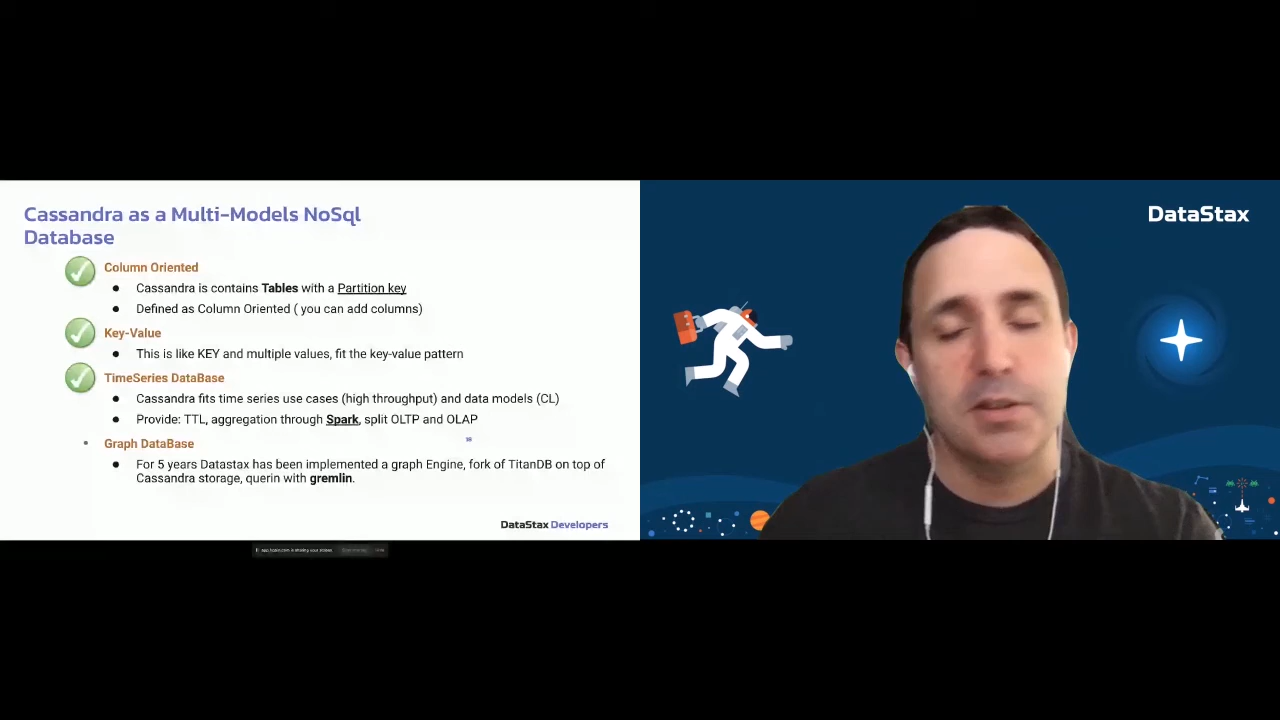 Cassandra as a Multi-Models NoSql
Database
Column Oriented
● Cassandra is contains Tables with a Partition key
● Defined as Column Oriented ( you can add columns)
Key-Value
● This is like KEY and multiple values, fit the key-value pattern
TimeSeries DataBase
● Cassandra fits time series use cases (high throughput) and data models (CL)
● Provide: TTL, aggregation through Spark, split OLTP and OLAP
• Graph DataBase
● For 5 years Datastax has been implemented a graph Engine, fork of TitanDB on top of
Cassandra storage, querin with gremlin.
DataStax Developers
DataStax
is sharing your screen.